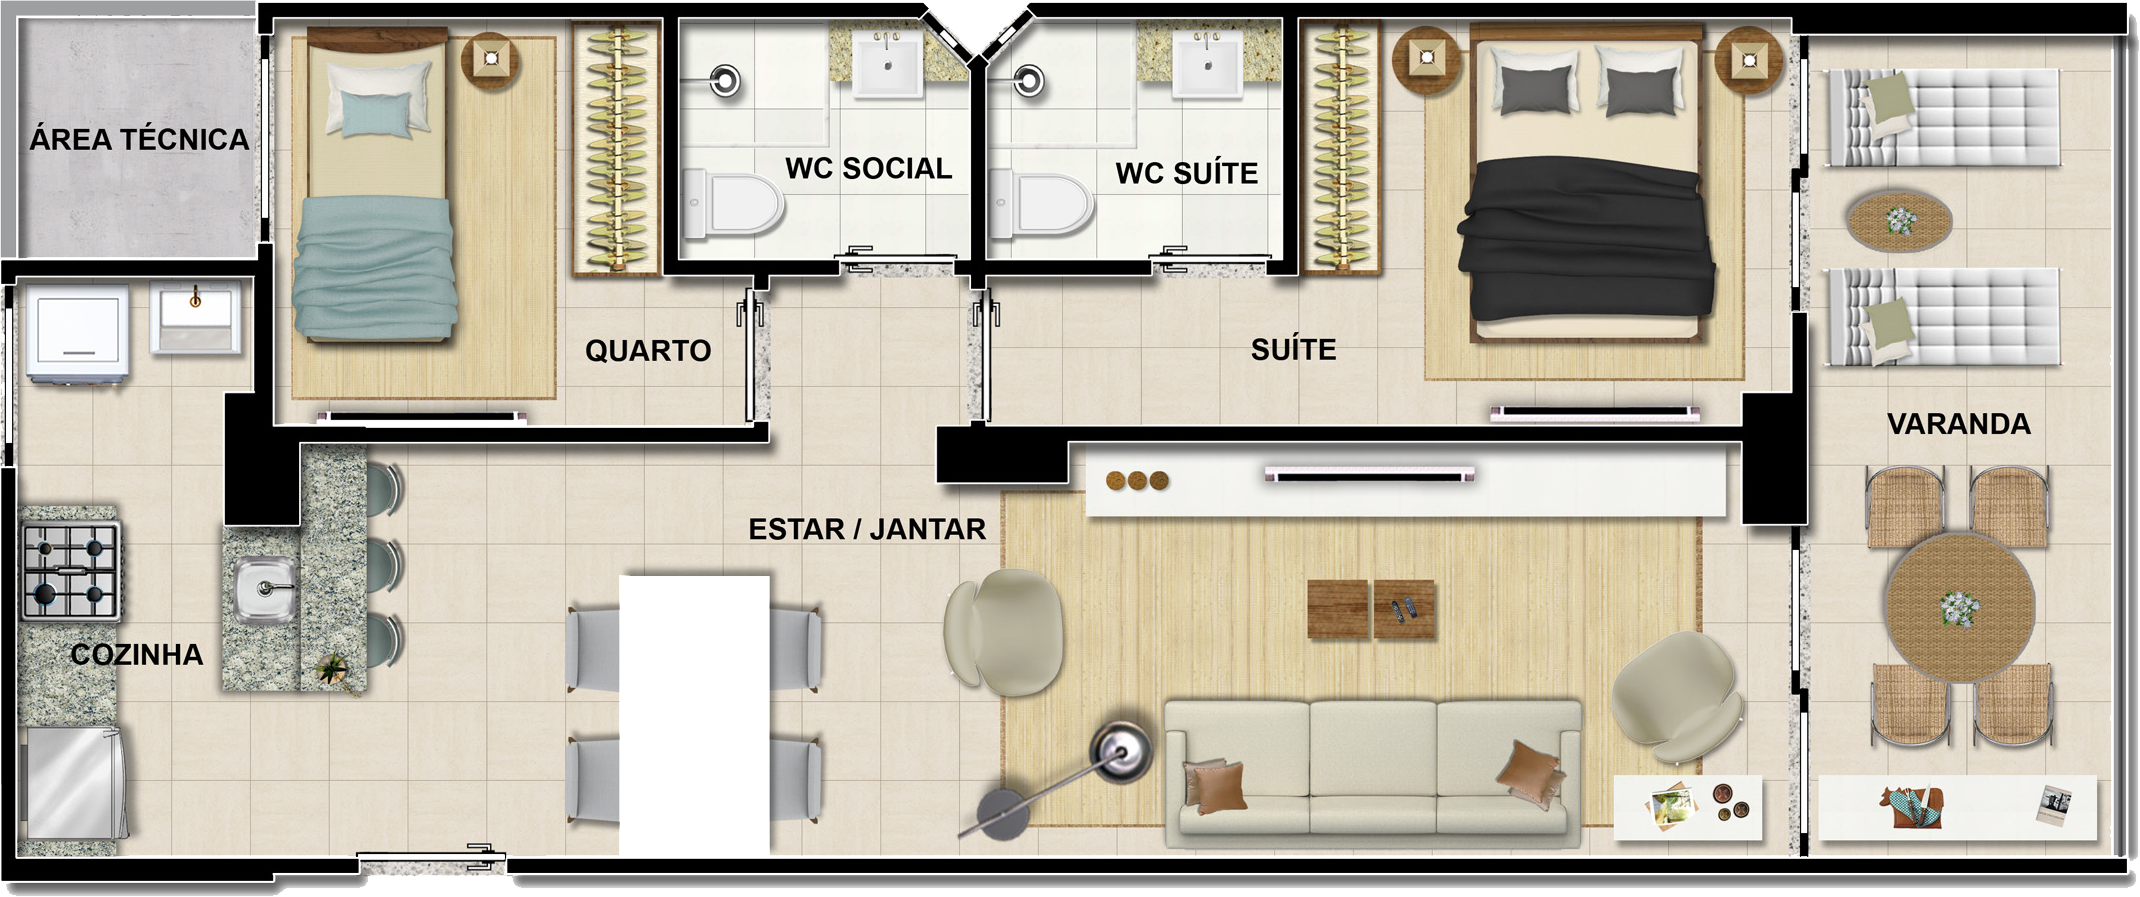 ÁREA TÉCNICA
WC SOCIAL
WC SUÍTE
QUARTO
SUÍTE
VARANDA
ESTAR / JANTAR
COZINHA